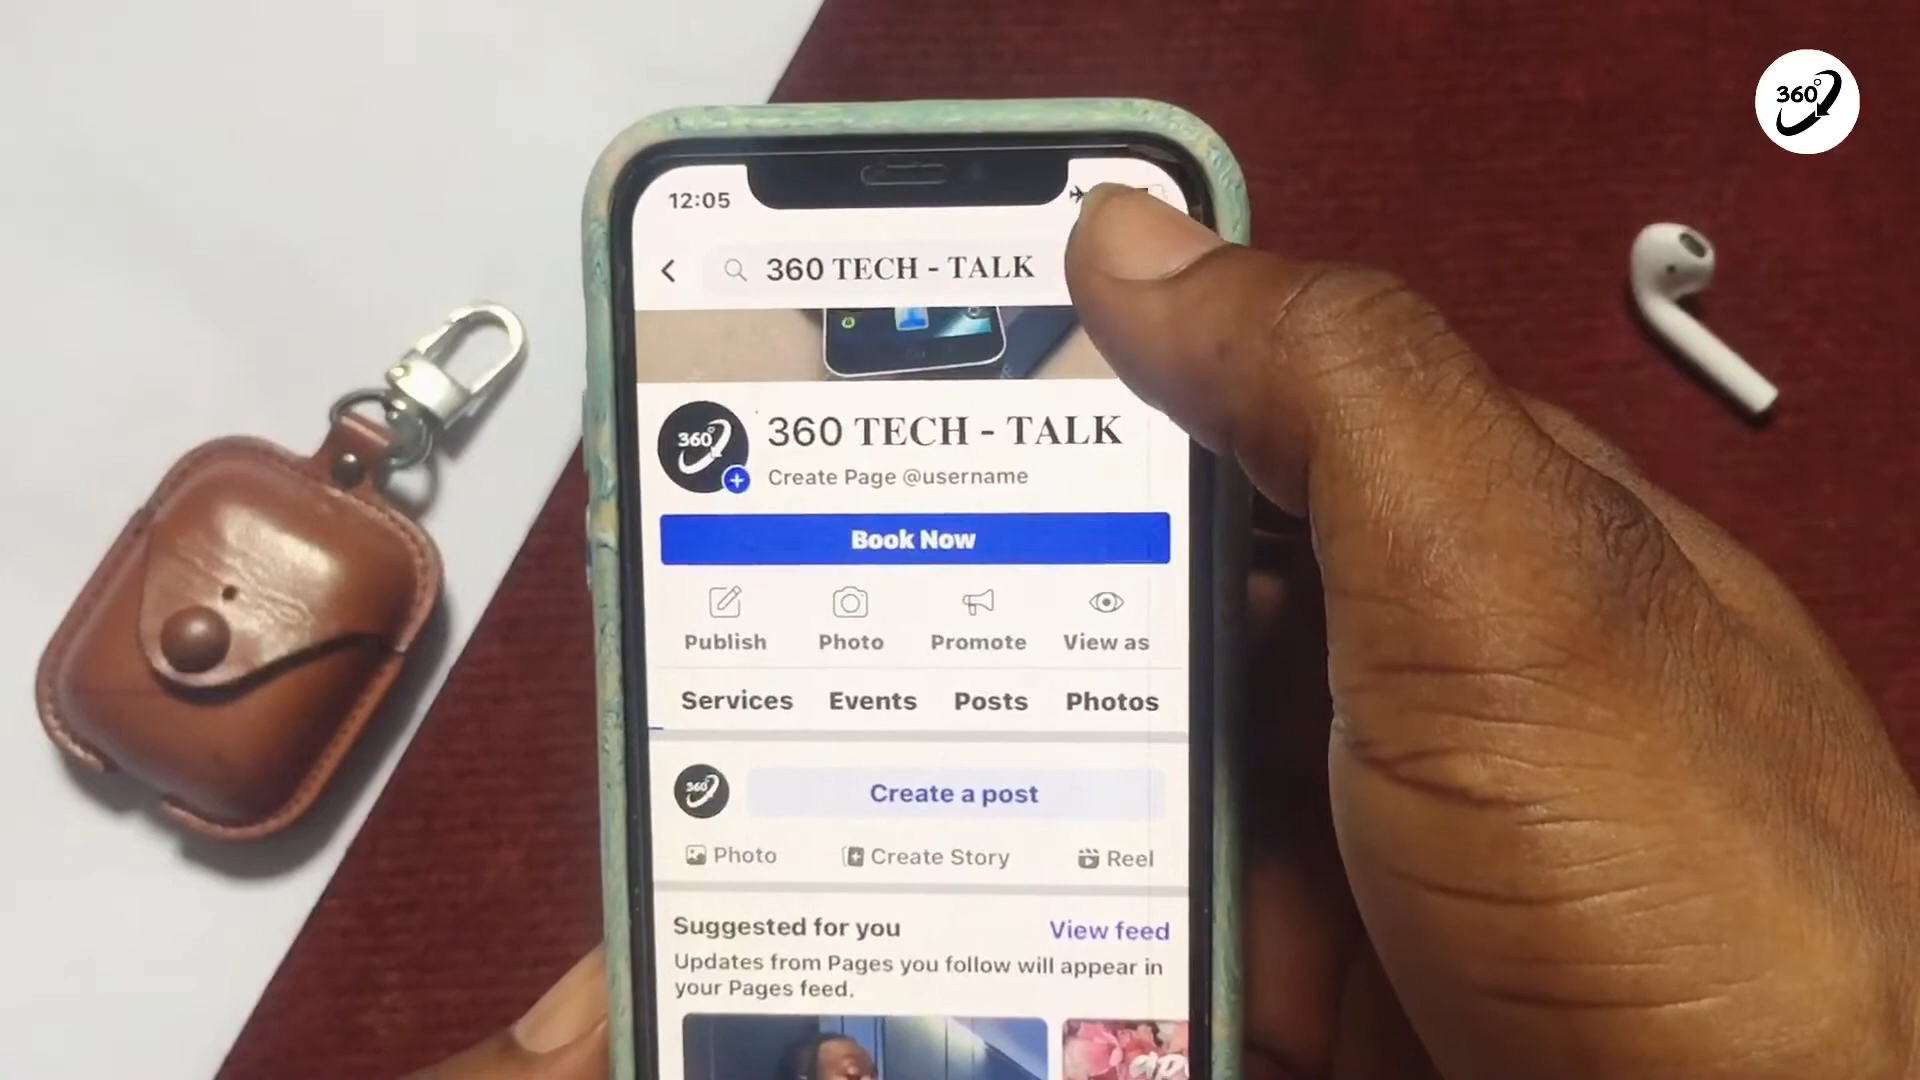 360°
12:05
360 TECH - TALK
360°
360 TECH - TALK
Create Page @username
Book Now
Publish Photo Promote View as
Services Events Posts Photos
360°
Create a post
Photo Create Story Reel
Suggested for you View feed
Updates from Pages you follow will appear in
your Pages feed.